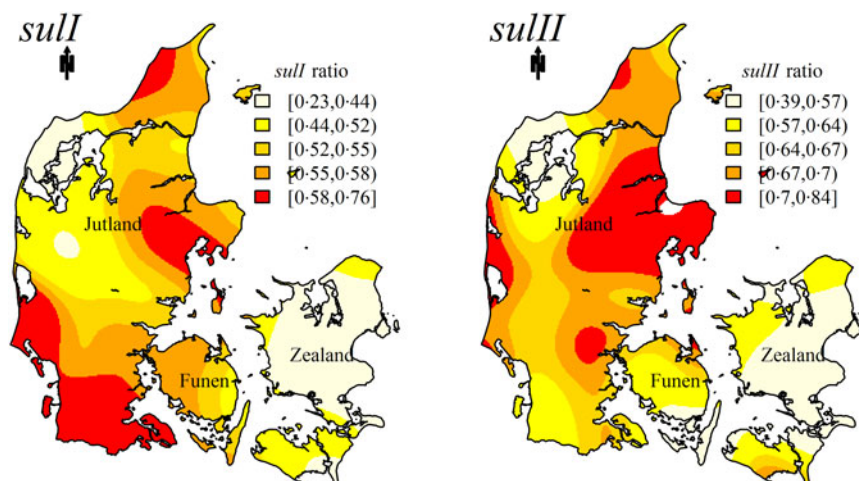 sulI
N
sulI ratio
[0·23,0·44)
[0·44,0·52)
[0·52,0·55)
[0·55,0·58)
[0·58,0·76]
Jutland
Funen
Zealand
sulII
N
sulII ratio
[0·39,0·57)
[0·57,0·64)
[0·64,0·67)
[0·67,0·7)
[0·7,0·84]
Jutland
Funen
Zealand